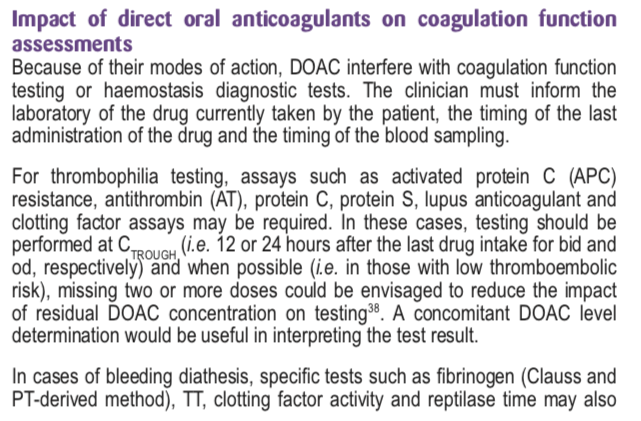 Impact of direct oral anticoagulants on coagulation function
assessments
Because of their modes of action, DOAC interfere with coagulation function
testing or haemostasis diagnostic tests. The clinician must inform the
laboratory of the drug currently taken by the patient, the timing of the last
administration of the drug and the timing of the blood sampling.
For thrombophilia testing, assays such as activated protein C (APC)
resistance, antithrombin (AT), protein C, protein S, lupus anticoagulant and
clotting factor assays may be required. In these cases, testing should be
performed at CTROUGH (i.e. 12 or 24 hours after the last drug intake for bid and
od, respectively) and when possible (i.e. in those with low thromboembolic
risk), missing two or more doses could be envisaged to reduce the impact
of residual DOAC concentration on testing38. A concomitant DOAC level
determination would be useful in interpreting the test result.
In cases of bleeding diathesis, specific tests such as fibrinogen (Clauss and
PT-derived method), TT, clotting factor activity and reptilase time may also